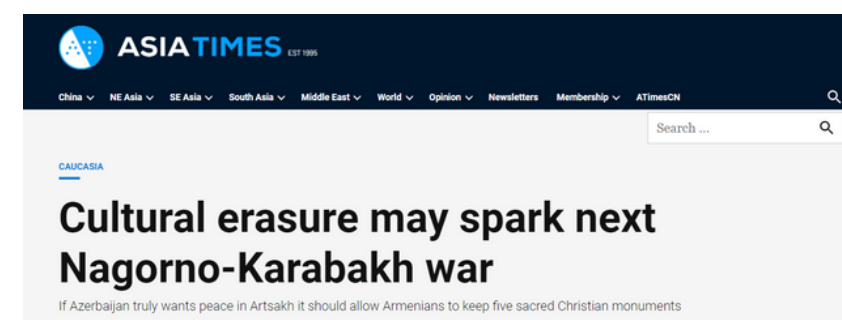 ASIA TIMES EST 1995
China NE Asia SE Asia South Asia Middle East World Opinion Newsletters Membership ATimesCN
Search ...
CAUCASIA
Cultural erasure may spark next
Nagorno-Karabakh war
If Azerbaijan truly wants peace in Artsakh it should allow Armenians to keep five sacred Christian monuments